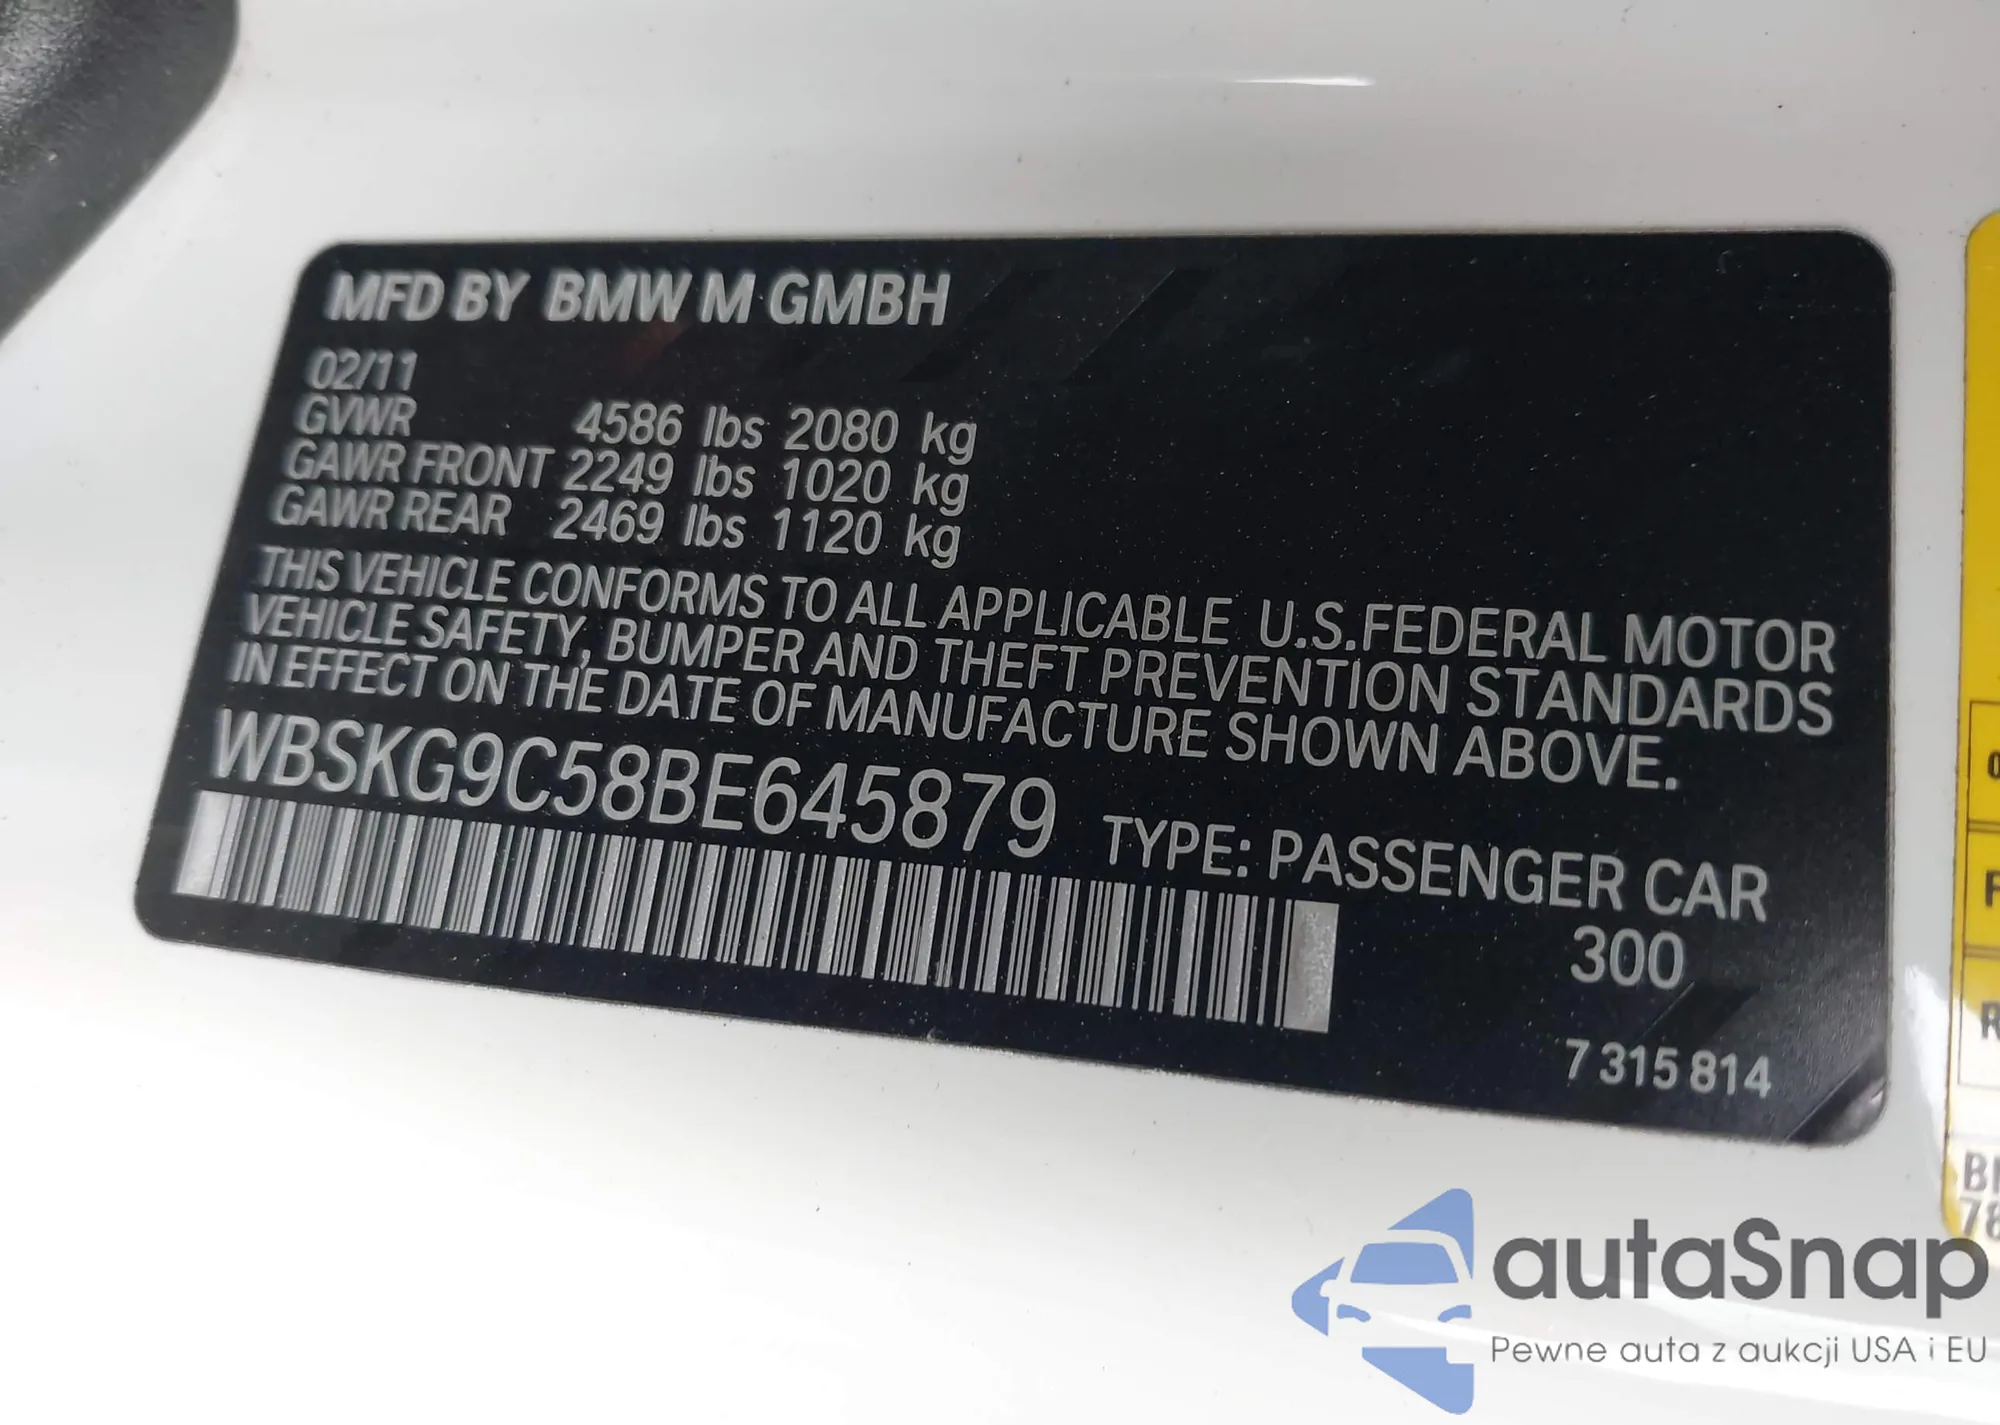 MFD BY BMW M GMBH
02/11
GVWR 4586 lbs 2080 kg
GAWR FRONT 2249 lbs 1020 kg
GAWR REAR 2469 lbs 1120 kg
THIS VEHICLE CONFORMS TO ALL APPLICABLE U.S.FEDERAL MOTOR
VEHICLE SAFETY, BUMPER AND THEFT PREVENTION STANDARDS
IN EFFECT ON THE DATE OF MANUFACTURE SHOWN ABOVE.
WBSKG9C58BE645879 TYPE: PASSENGER CAR
300
7 315 814
autaSnap
Pewne auta z aukcji USA i EU